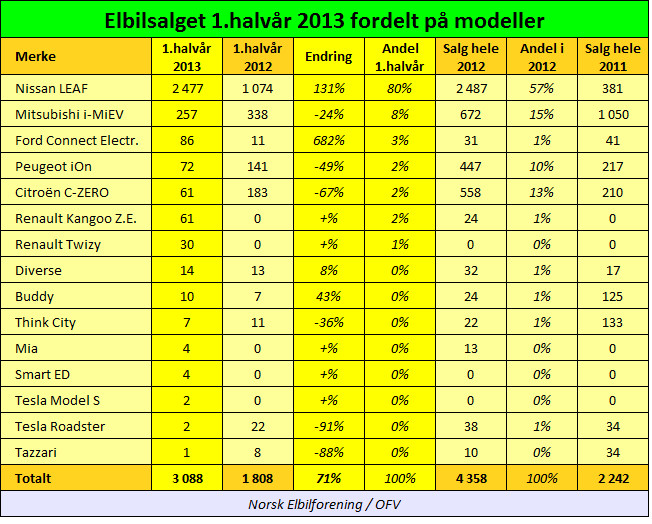 Elbilsalget 1.halvår 2013 fordelt på modeller
Merke 1.halvår 2013 1.halvår 2012 Endring Andel 1.halvår Salg hele 2012 Andel i 2012 Salg hele 2011
Nissan LEAF 2 477 1 074 131% 80% 2 487 57% 381
Mitsubishi i-MiEV 257 338 -24% 8% 672 15% 1 050
Ford Connect Electr. 86 11 682% 3% 31 1% 41
Peugeot iOn 72 141 -49% 2% 447 10% 217
Citroën C-ZERO 61 183 -67% 2% 558 13% 210
Renault Kangoo Z.E. 61 0 +% 2% 24 1% 0
Renault Twizy 30 0 +% 1% 0 0% 0
Diverse 14 13 8% 0% 32 1% 17
Buddy 10 7 43% 0% 24 1% 125
Think City 7 11 -36% 0% 22 1% 133
Mia 4 0 +% 0% 13 0% 0
Smart ED 4 0 +% 0% 0 0% 0
Tesla Model S 2 0 +% 0% 0 0% 0
Tesla Roadster 2 22 -91% 0% 38 1% 34
Tazzari 1 8 -88% 0% 10 0% 34
Totalt 3 088 1 808 71% 100% 4 358 100% 2 242
Norsk Elbilforening / OFV